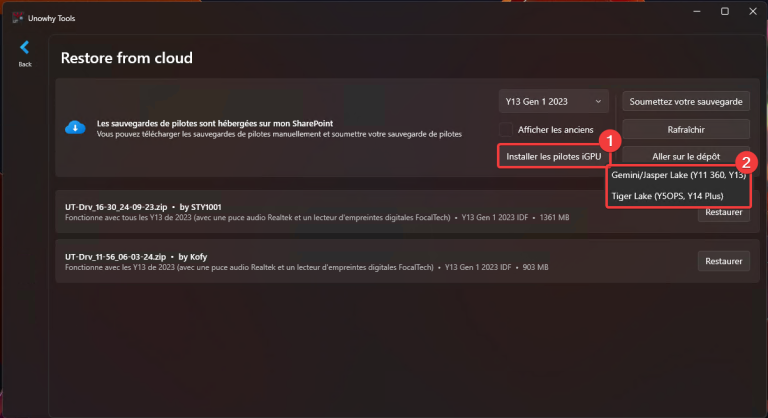 Unowhy Tools
Back
Restore from cloud
Les sauvegardes de pilotes sont hébergées sur mon SharePoint
Vous pouvez télécharger les sauvegardes de pilotes manuellement et soumettre votre sauvegarde de pilotes
Y13 Gen 1 2023
Soumettez votre sauvegarde
Afficher les anciens
Rafraîchir
1
Installer les pilotes iGPU
Aller sur le dépôt
2
Gemini/Jasper Lake (Y11 360, Y13)
Tiger Lake (Y5OPS, Y14 Plus)
UT-Drv_16-30_24-09-23.zip • by STY1001
Fonctionne avec tous les Y13 de 2023 (avec une puce audio Realtek et un lecteur d'empreintes digitales FocalTech) • Y13 Gen 1 2023 IDF • 1361 MB
Restaurer
UT-Drv_11-56_06-03-24.zip • by Kofy
Fonctionne avec les Y13 de 2023 (avec une puce audio Realtek et un lecteur d'empreintes digitales FocalTech) • Y13 Gen 1 2023 IDF • 903 MB
Restaurer